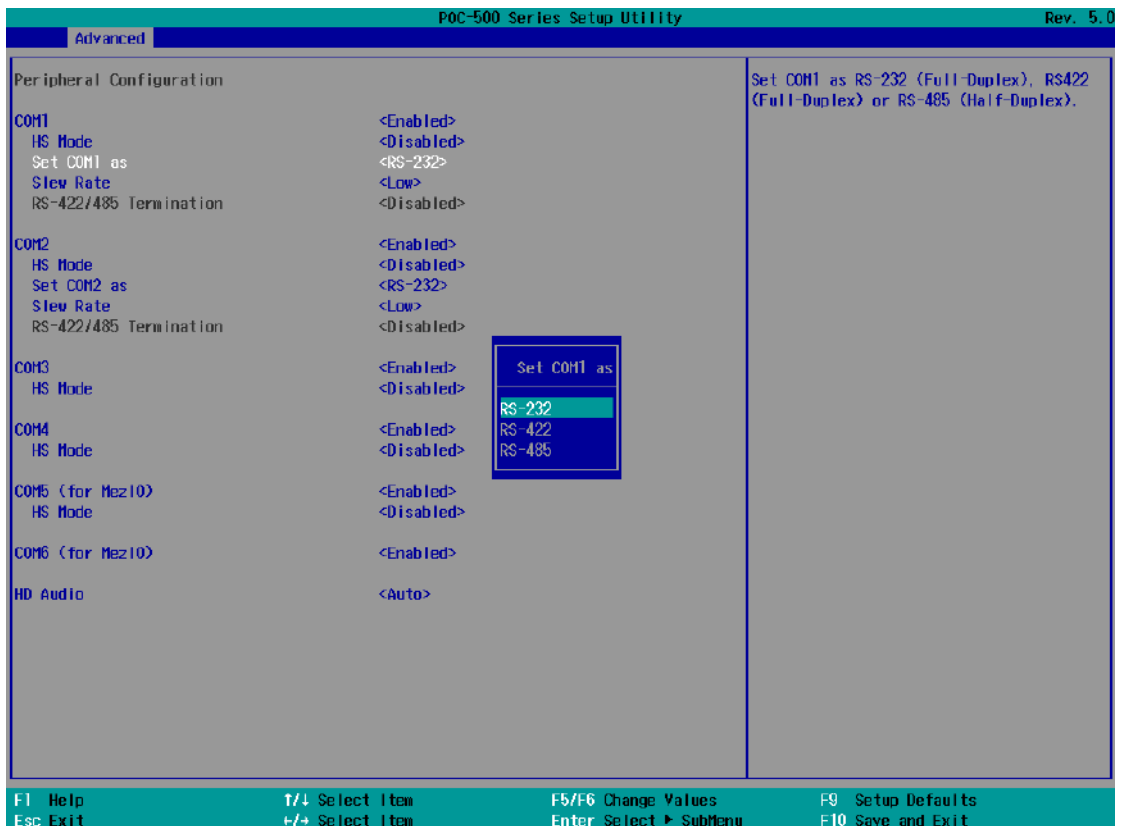 POC-500 Series Setup Utility Rev. 5.0
Advanced
Peripheral Configuration
Set COM1 as RS-232 (Full-Duplex), RS422
(Full-Duplex) or RS-485 (Half-Duplex).
COM1 <Enabled>
HS Mode <Disabled>
Set COM1 as <RS-232>
Slew Rate <Low>
RS-422/485 Termination <Disabled>
COM2 <Enabled>
HS Mode <Disabled>
Set COM2 as <RS-232>
Slew Rate <Low>
RS-422/485 Termination <Disabled>
COM3 <Enabled>
HS Mode <Disabled>
COM4 <Enabled>
HS Mode <Disabled>
COM5 (for MezIO) <Enabled>
HS Mode <Disabled>
COM6 (for MezIO) <Enabled>
HD Audio <Auto>
Set COM1 as
RS-232
RS-422
RS-485
F1 Help ↑/↓ Select Item F5/F6 Change Values F9 Setup Defaults
Esc Exit ←/→ Select Item Enter Select ▶ SubMenu F10 Save and Exit